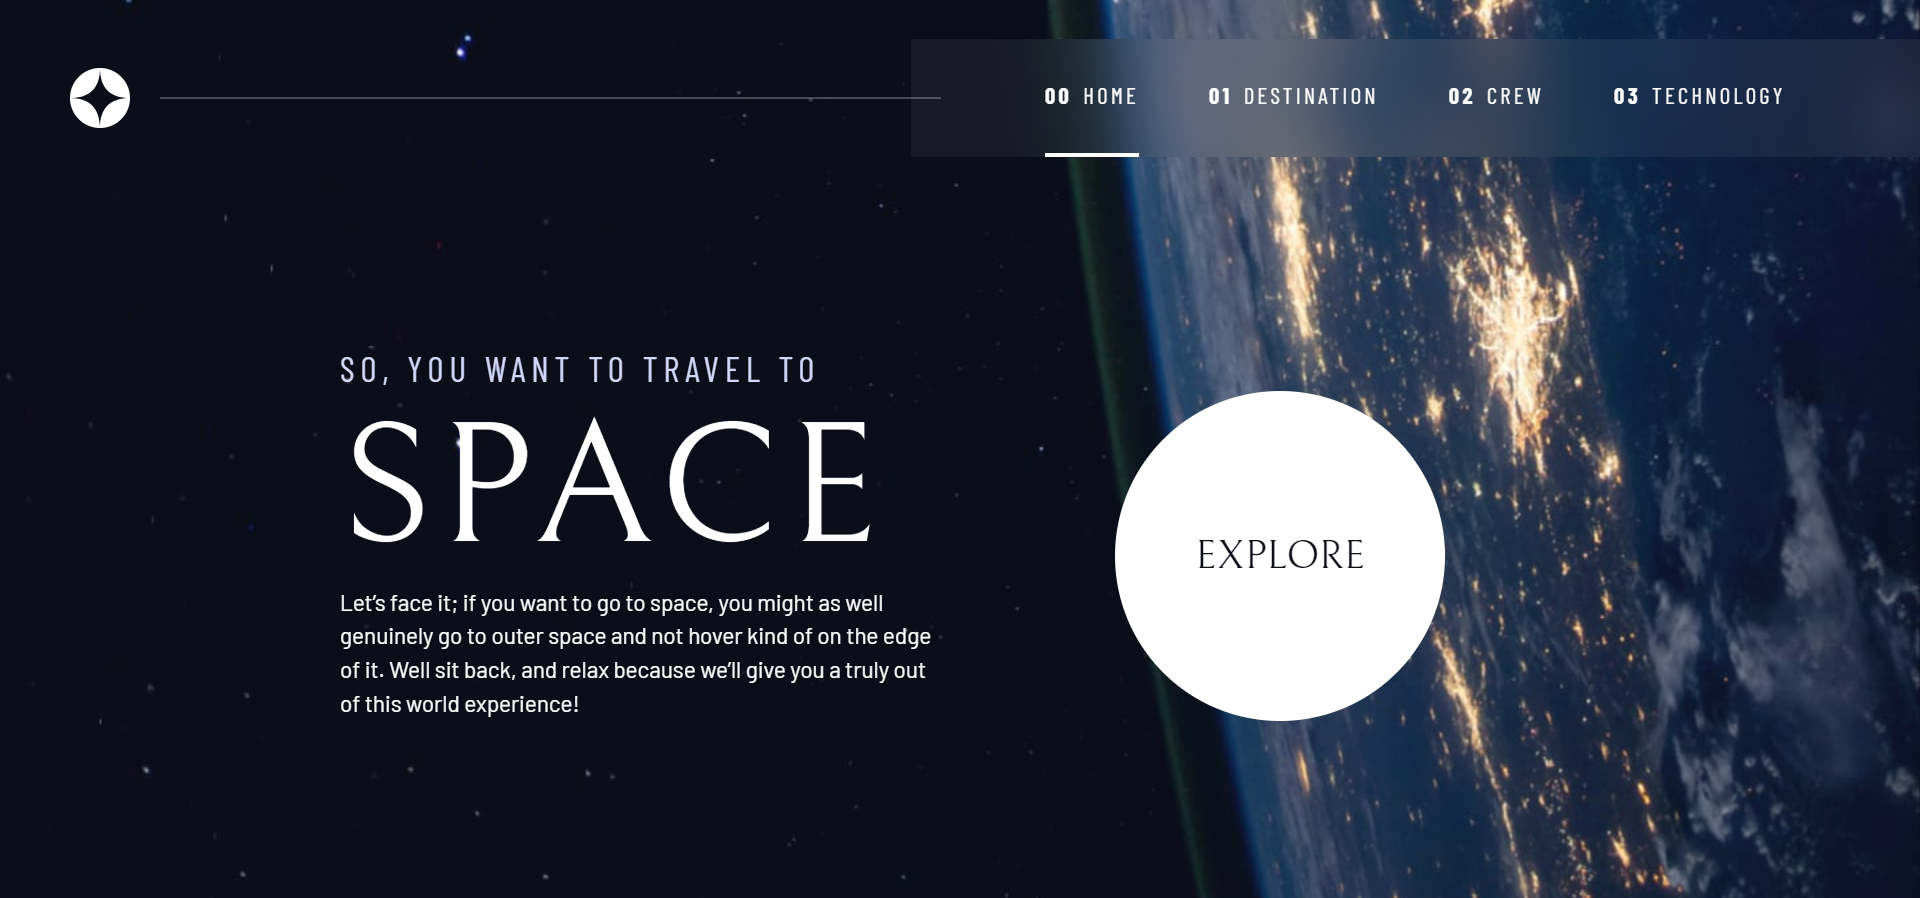 00 HOME 01 DESTINATION 02 CREW 03 TECHNOLOGY
SO, YOU WANT TO TRAVEL TO
SPACE
Let’s face it; if you want to go to space, you might as well
genuinely go to outer space and not hover kind of on the edge
of it. Well sit back, and relax because we’ll give you a truly out
of this world experience!
EXPLORE